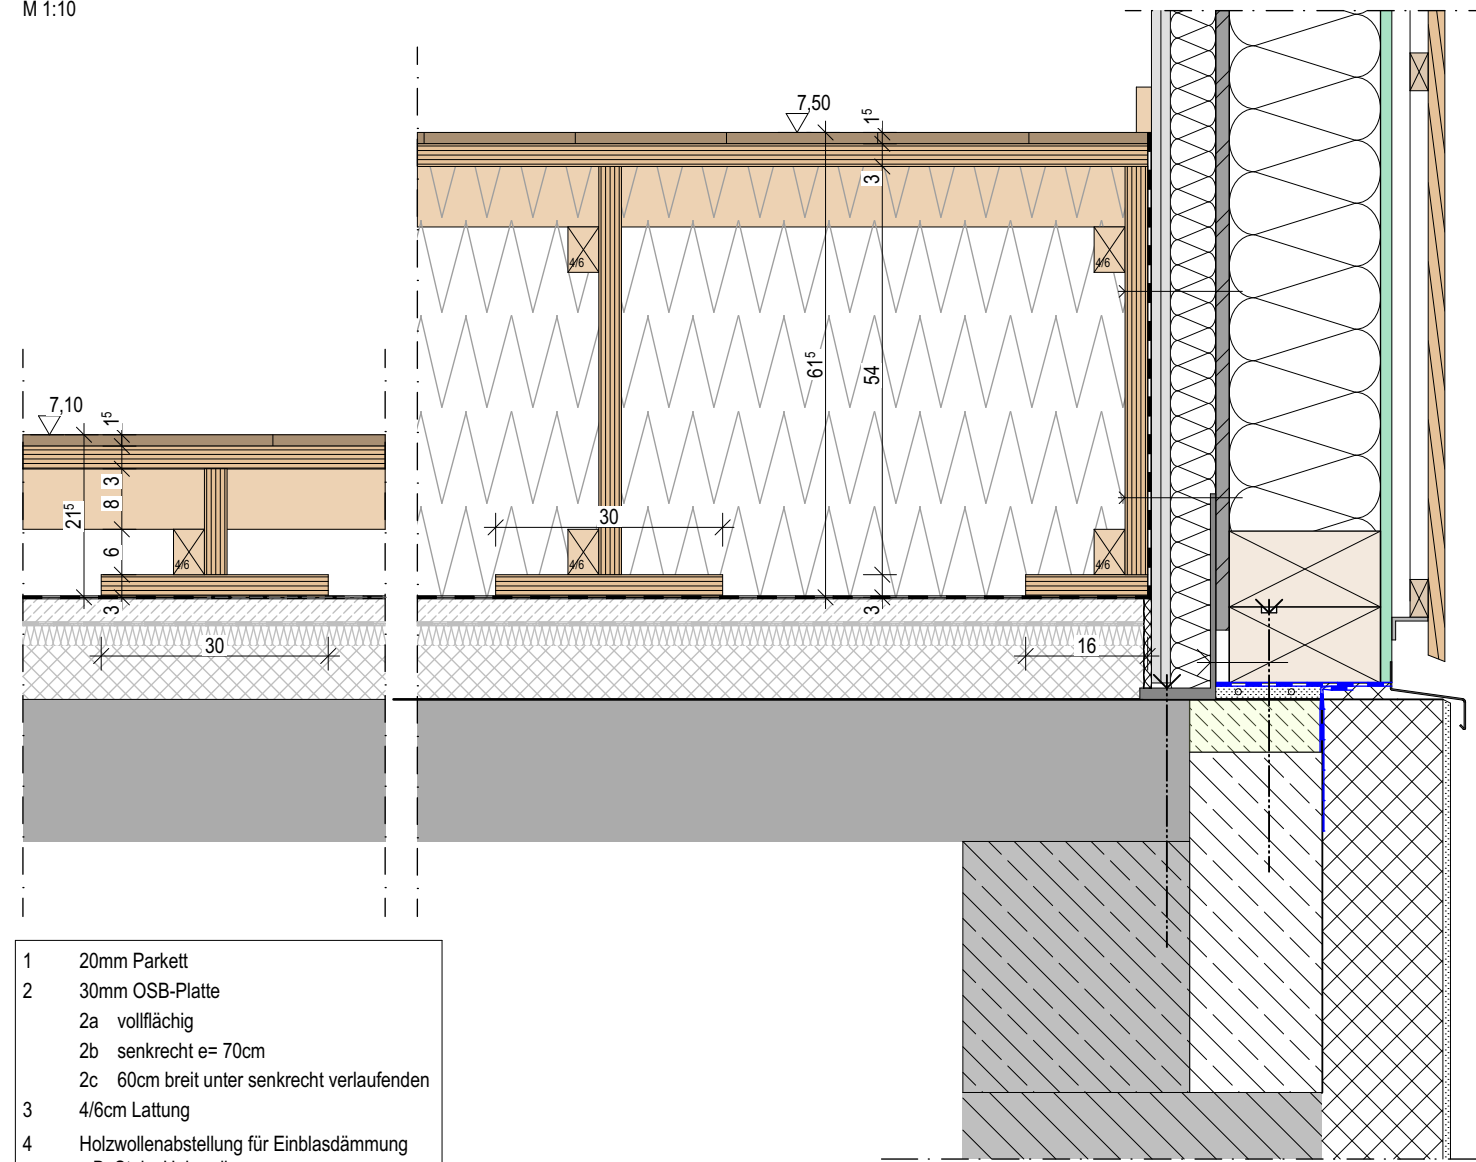 M 1:10
7,50
1⁵
3
4/6
4/6
61⁵
54
7,10
1⁵
3
8
21⁵
6
4/6
3
30
30
4/6
4/6
3
16
1 20mm Parkett
2 30mm OSB-Platte
2a vollflächig
2b senkrecht e= 70cm
2c 60cm breit unter senkrecht verlaufenden
3 4/6cm Lattung
4 Holzwollenabstellung für Einblasdämmung